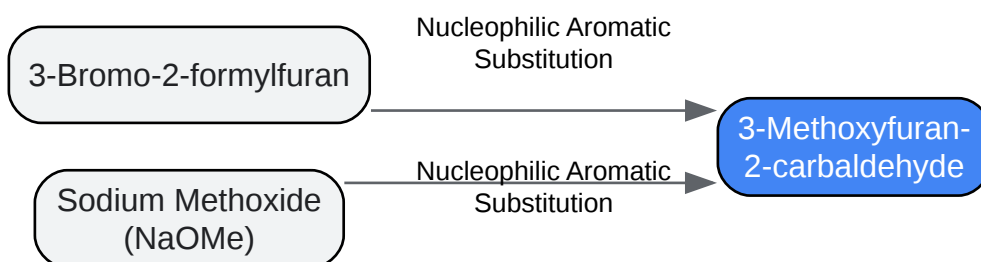 Nucleophilic Aromatic
Substitution
3-Bromo-2-formylfuran
3-Methoxyfuran-
2-carbaldehyde
Nucleophilic Aromatic
Substitution
Sodium Methoxide
(NaOMe)